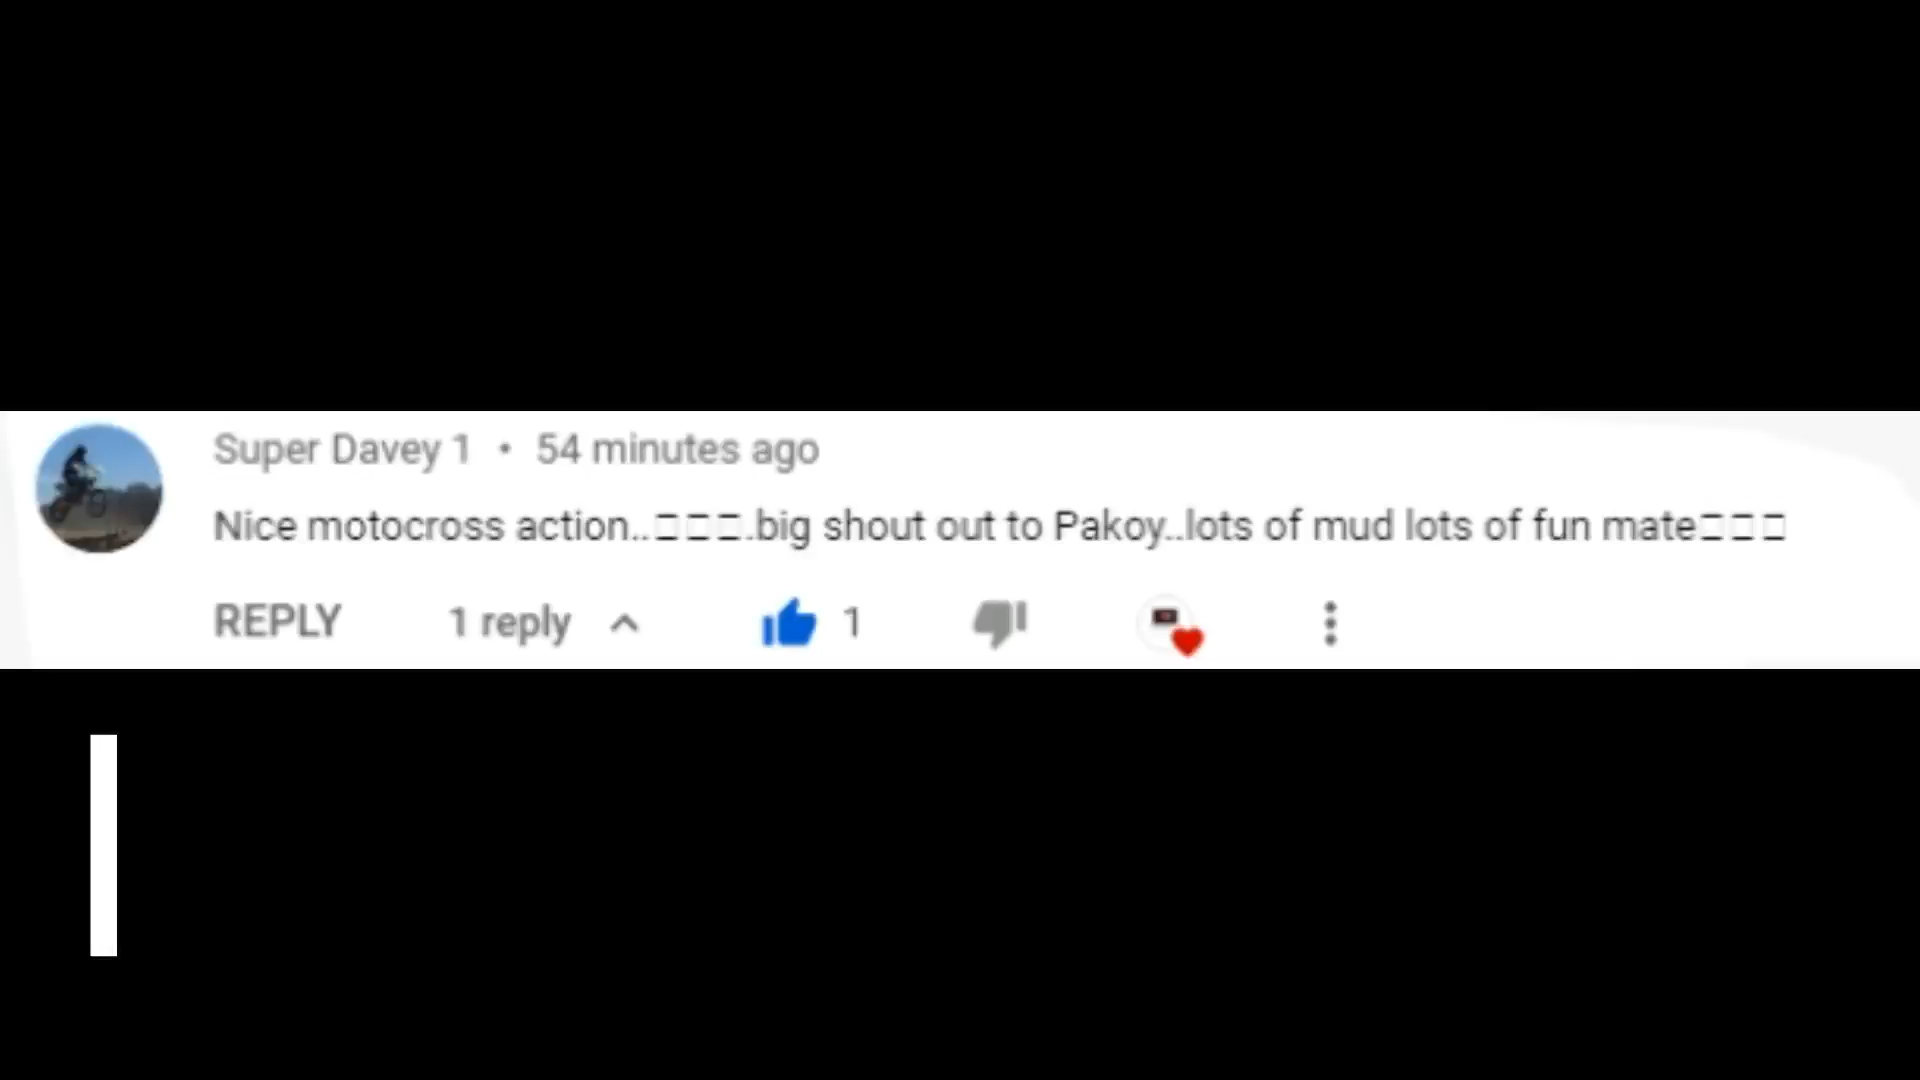 Super Davey 1 • 54 minutes ago
Nice motocross action..□□□.big shout out to Pakoy..lots of mud lots of fun mate□□□
REPLY 1 reply 1